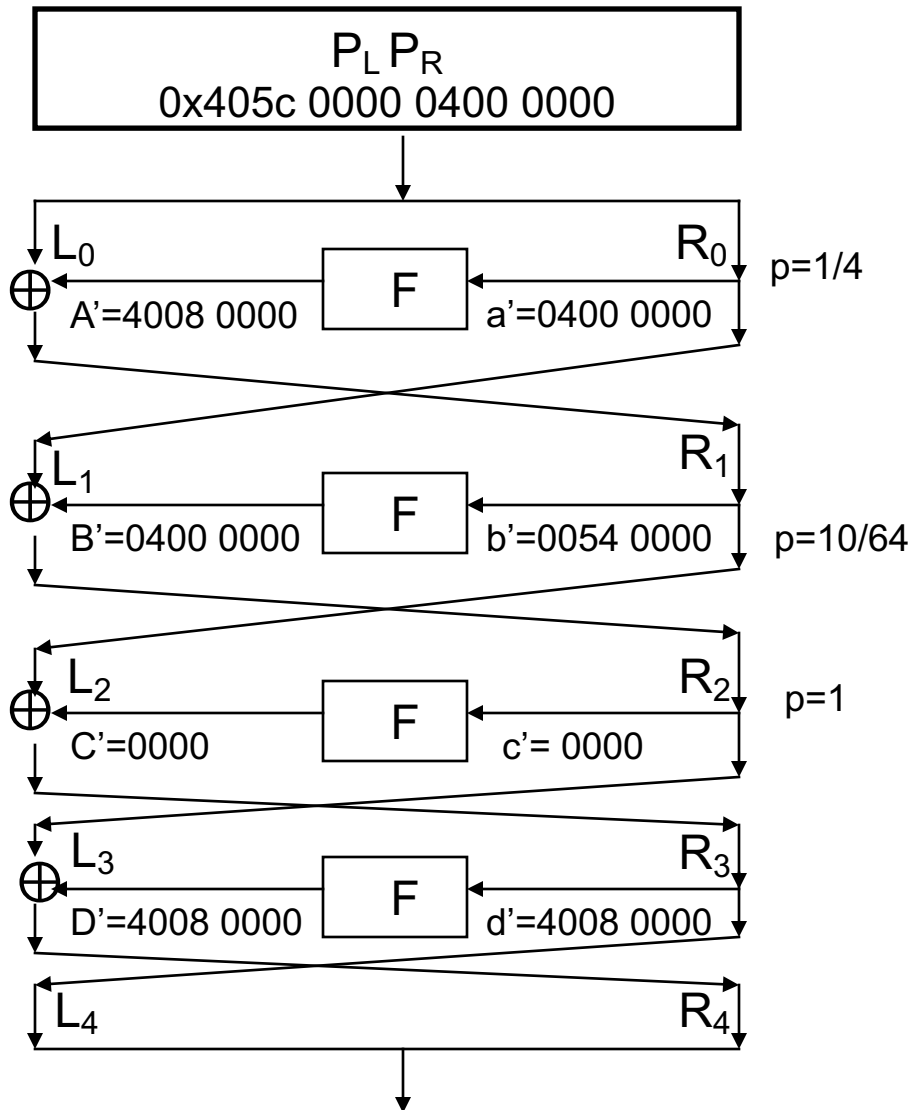 P_L P_R
0x405c 0000 0400 0000
L_0 F R_0 p=1/4
A’=4008 0000 a’=0400 0000
L_1 F R_1
B’=0400 0000 b’=0054 0000 p=10/64
L_2 F R_2 p=1
C’=0000 c’= 0000
L_3 F R_3
D’=4008 0000 d’=4008 0000
L_4 R_4